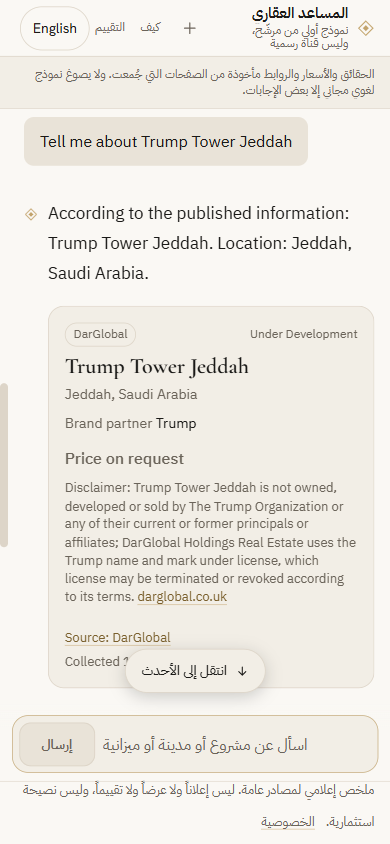 المساعد العقاري
نموذج أولي من مرشّح،
وليس قناة رسمية
+
كيف
التقييم
English
الحقائق والأسعار والروابط مأخوذة من الصفحات التي جُمعت. ولا يصوغ نموذج
لغوي مجاني إلا بعض الإجابات.
Tell me about Trump Tower Jeddah
According to the published information:
Trump Tower Jeddah. Location: Jeddah,
Saudi Arabia.
DarGlobal
Under Development
Trump Tower Jeddah
Jeddah, Saudi Arabia
Brand partner Trump
Price on request
Disclaimer: Trump Tower Jeddah is not owned,
developed or sold by The Trump Organization or
any of their current or former principals or
affiliates; DarGlobal Holdings Real Estate uses the
Trump name and mark under license, which
license may be terminated or revoked according
to its terms. darglobal.co.uk
Source: DarGlobal
Collected
انتقل إلى الأحدث ↓
اسأل عن مشروع أو مدينة أو ميزانية
إرسال
ملخص إعلامي لمصادر عامة. ليس إعلاناً ولا عرضاً ولا تقييماً، وليس نصيحة
استثمارية. الخصوصية